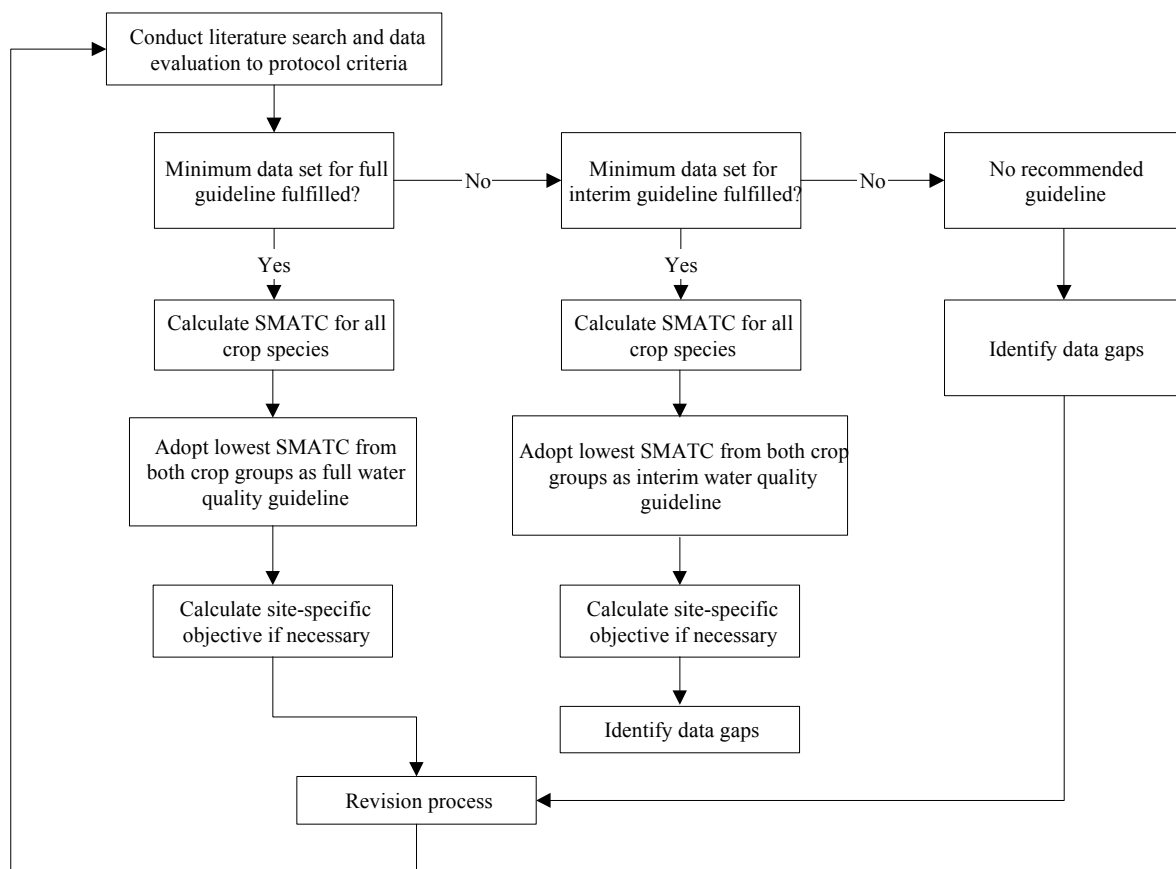 Conduct literature search and data
evaluation to protocol criteria
Minimum data set for full
guideline fulfilled?
No
Minimum data set for
interim guideline fulfilled?
No
No recommended
guideline
Yes
Yes
Calculate SMATC for all
crop species
Calculate SMATC for all
crop species
Identify data gaps
Adopt lowest SMATC from
both crop groups as full water
quality guideline
Adopt lowest SMATC from both crop
groups as interim water quality
guideline
Calculate site-specific
objective if necessary
Calculate site-specific
objective if necessary
Identify data gaps
Revision process